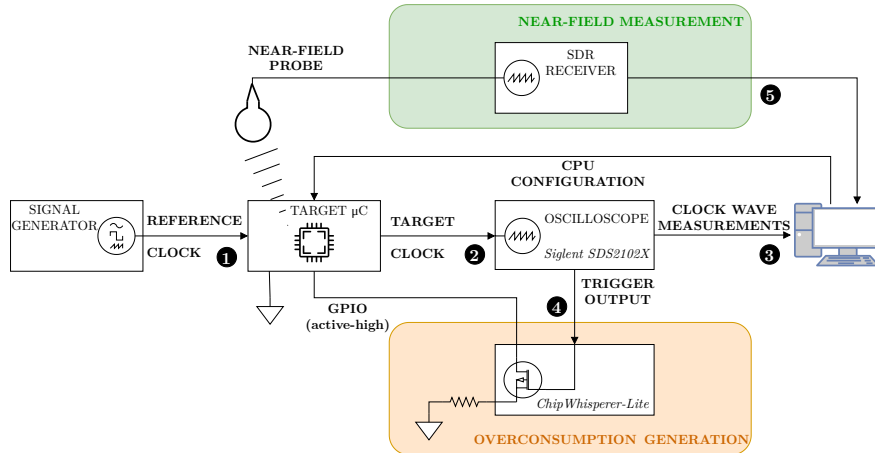 NEAR-FIELD MEASUREMENT
NEAR-FIELD
PROBE
SDR
RECEIVER
5
CPU
CONFIGURATION
SIGNAL
GENERATOR
REFERENCE
CLOCK
1
TARGET µC
TARGET
CLOCK
2
OSCILLOSCOPE
Siglent SDS2102X
CLOCK WAVE
MEASUREMENTS
3
GPIO
(active-high)
4
TRIGGER
OUTPUT
ChipWhisperer-Lite
OVERCONSUMPTION GENERATION